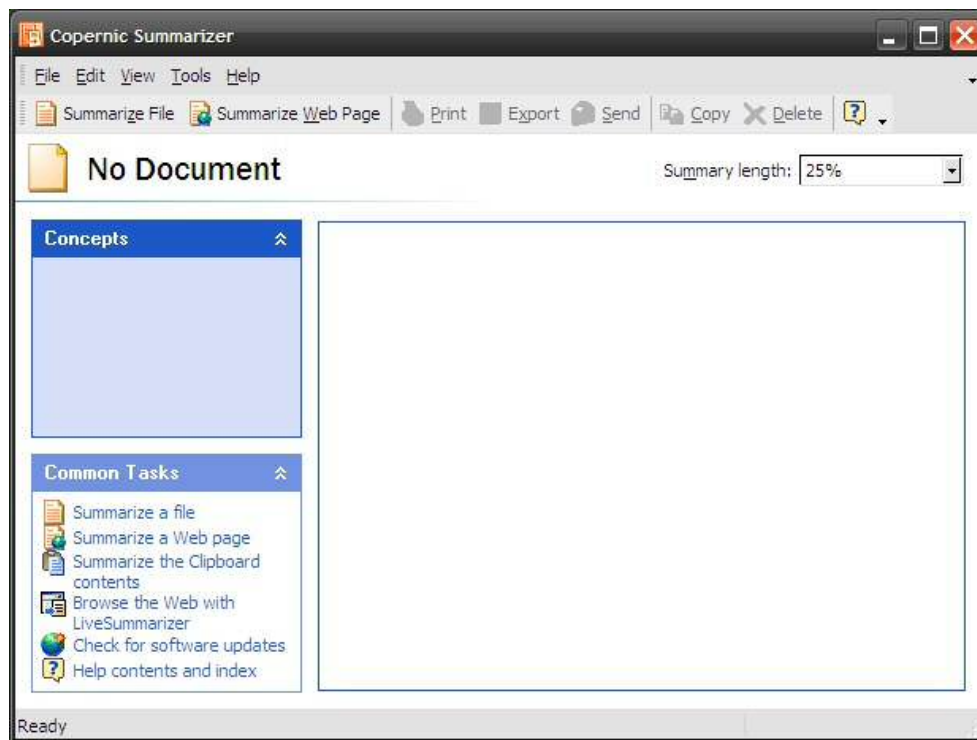 Copernic Summarizer
File Edit View Tools Help
Summarize File Summarize Web Page Print Export Send Copy Delete
No Document Summary length: 25%
Concepts
Common Tasks
Summarize a file
Summarize a Web page
Summarize the Clipboard
contents
Browse the Web with
LiveSummarizer
Check for software updates
Help contents and index
Ready